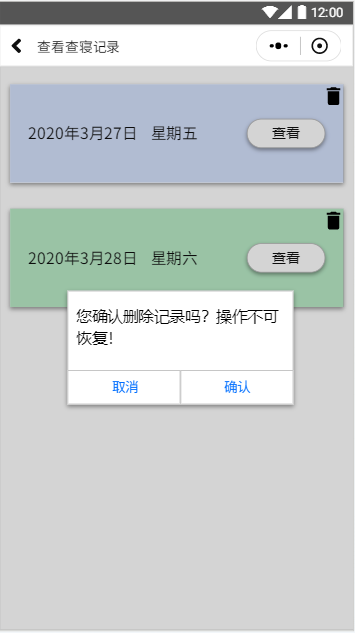 12:00
查看查寝记录
2020年3月27日 星期五
查看
2020年3月28日 星期六
查看
您确认删除记录吗？操作不可
恢复！
取消
确认